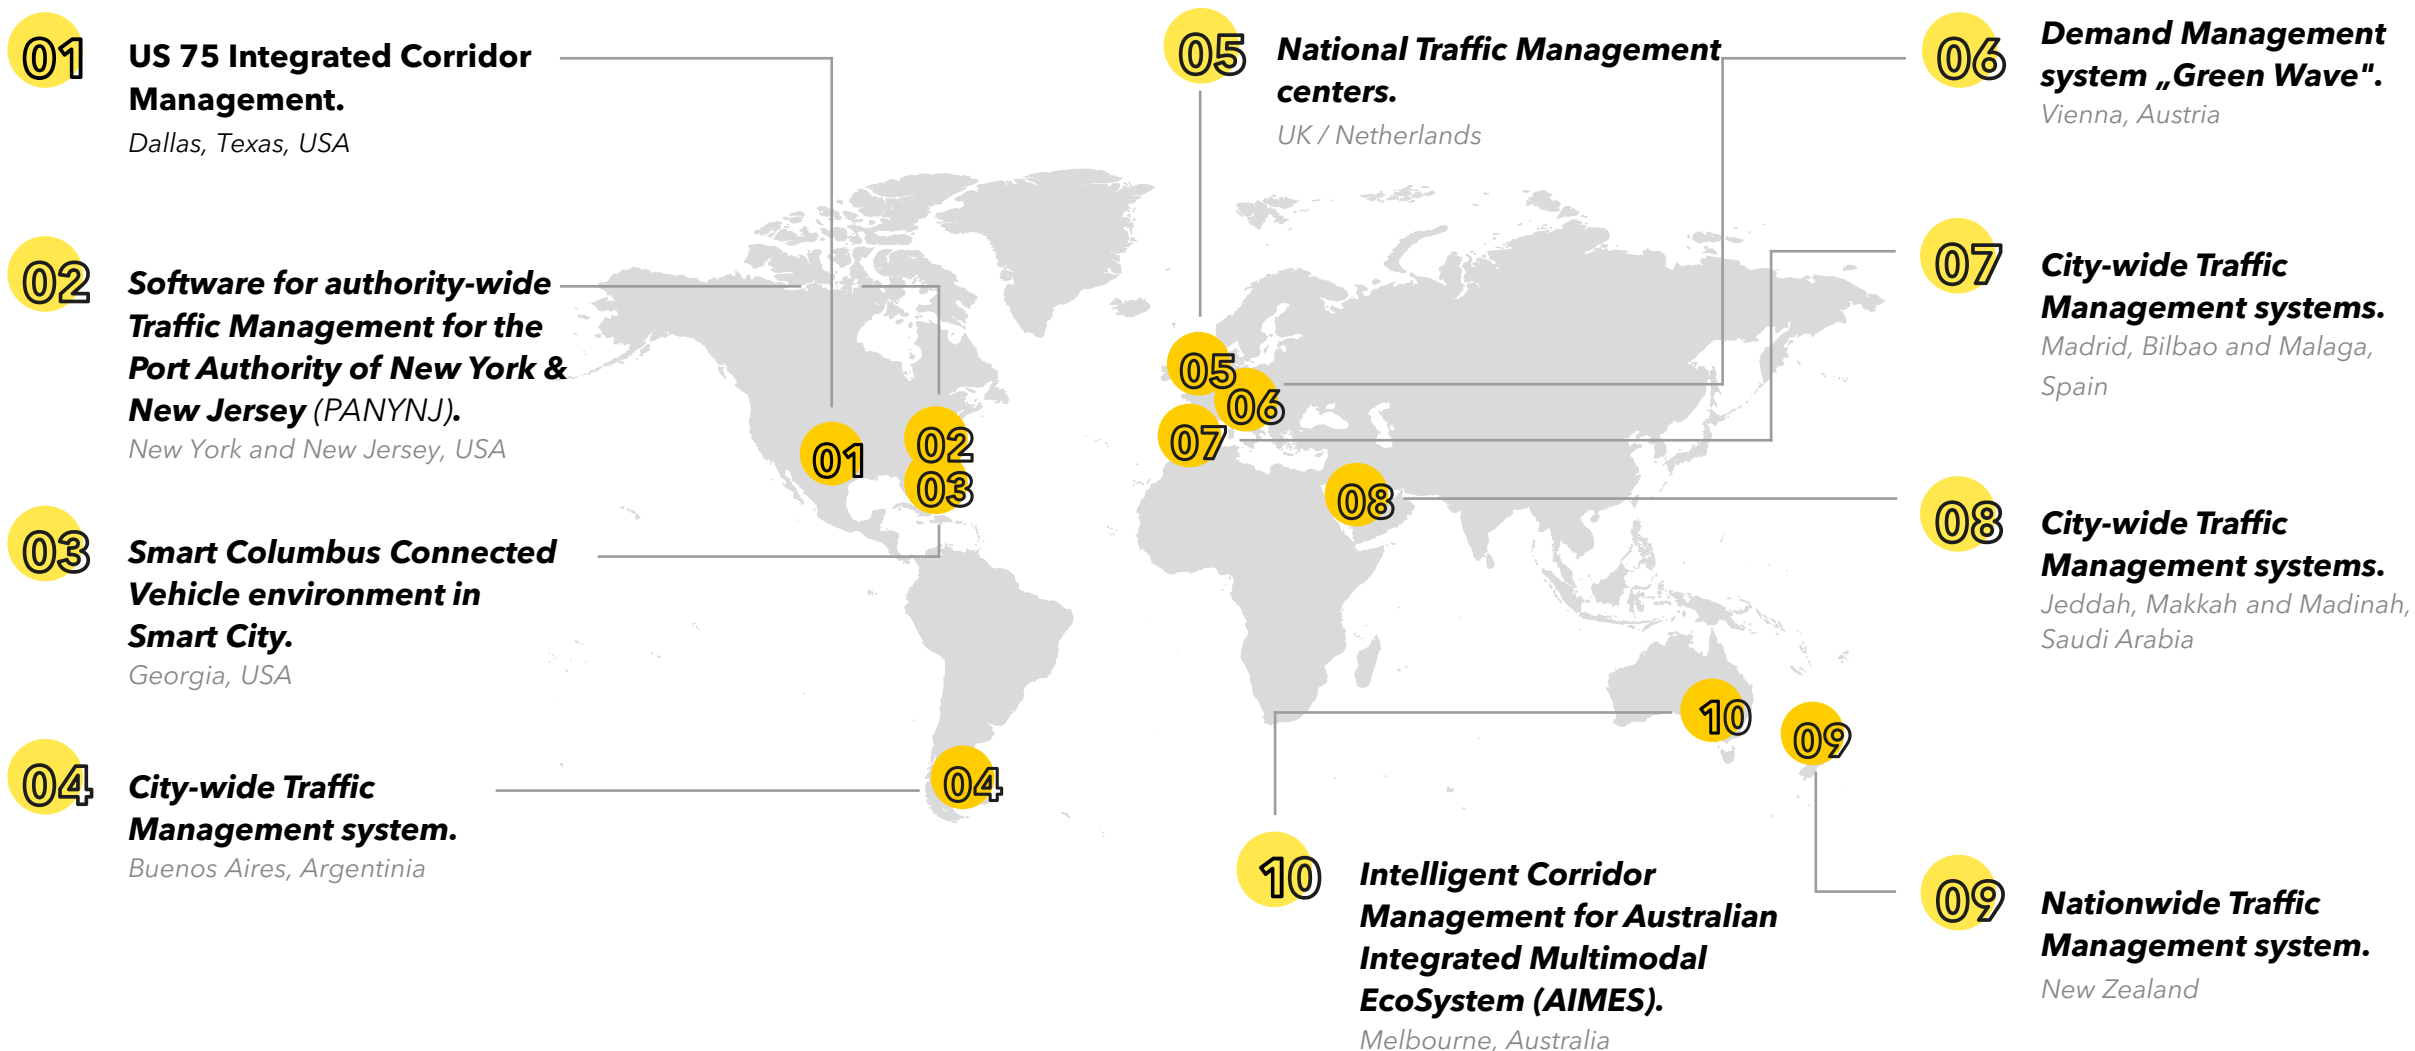 01
US 75 Integrated Corridor
Management.
Dallas, Texas, USA
02
Software for authority-wide
Traffic Management for the
Port Authority of New York &
New Jersey (PANYNJ).
New York and New Jersey, USA
03
Smart Columbus Connected
Vehicle environment in
Smart City.
Georgia, USA
04
City-wide Traffic
Management system.
Buenos Aires, Argentinia
05
National Traffic Management
centers.
UK / Netherlands
06
Demand Management
system „Green Wave".
Vienna, Austria
07
City-wide Traffic
Management systems.
Madrid, Bilbao and Malaga,
Spain
08
City-wide Traffic
Management systems.
Jeddah, Makkah and Madinah,
Saudi Arabia
09
Nationwide Traffic
Management system.
New Zealand
10
Intelligent Corridor
Management for Australian
Integrated Multimodal
EcoSystem (AIMES).
Melbourne, Australia
01
02
03
04
05
06
07
08
10
09